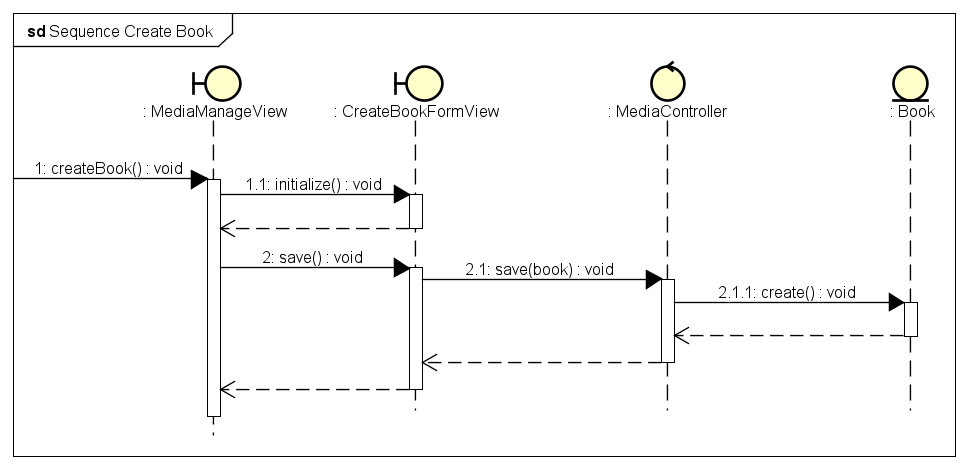 sd Sequence Create Book
: MediaManageView
: CreateBookFormView
: MediaController
: Book
1: createBook() : void
1.1: initialize() : void
2: save() : void
2.1: save(book) : void
2.1.1: create() : void